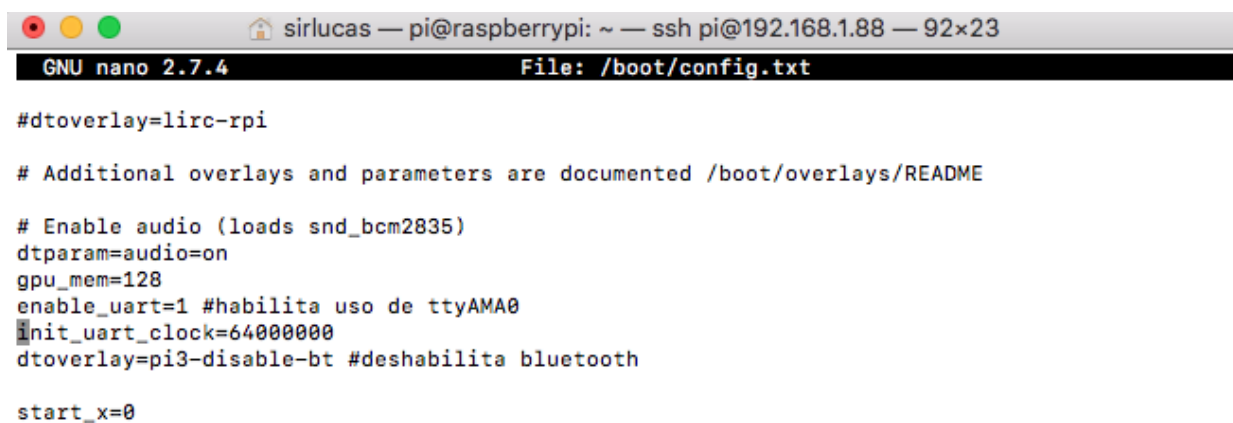 sirlucas — pi@raspberrypi: ~ — ssh pi@192.168.1.88 — 92×23
GNU nano 2.7.4 File: /boot/config.txt
#dtoverlay=lirc-rpi
# Additional overlays and parameters are documented /boot/overlays/README
# Enable audio (loads snd_bcm2835)
dtparam=audio=on
gpu_mem=128
enable_uart=1 #habilita uso de ttyAMA0
init_uart_clock=64000000
dtoverlay=pi3-disable-bt #deshabilita bluetooth
start_x=0